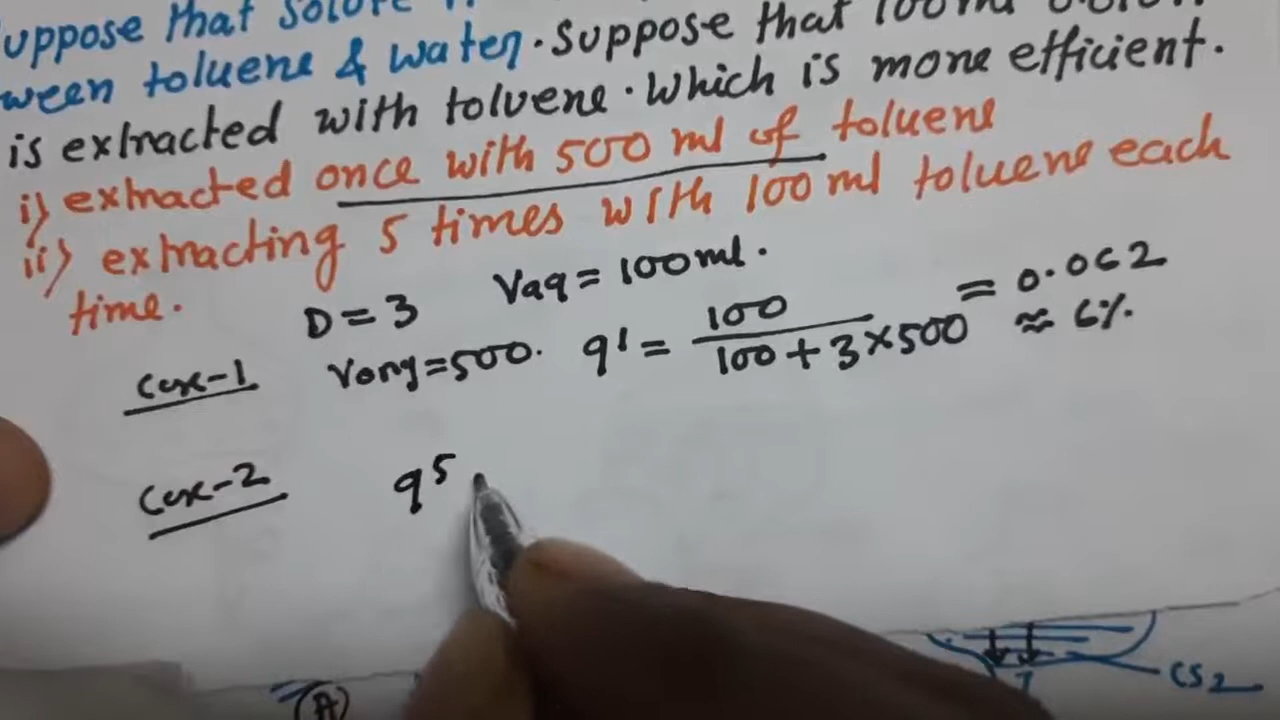 uppose that solute
ween toluene & water. Suppose that 100ml
is extracted with toluene. Which is more efficient.
i) extracted once with 500 ml of toluene
ii) extracting 5 times with 100 ml toluene each
time.
D = 3 Vaq = 100ml.
Case-1 Vorg = 500. q¹ = 100 / 100 + 3 × 500 = 0.062
≈ 6%.
Case-2 q⁵
(A)
CS₂